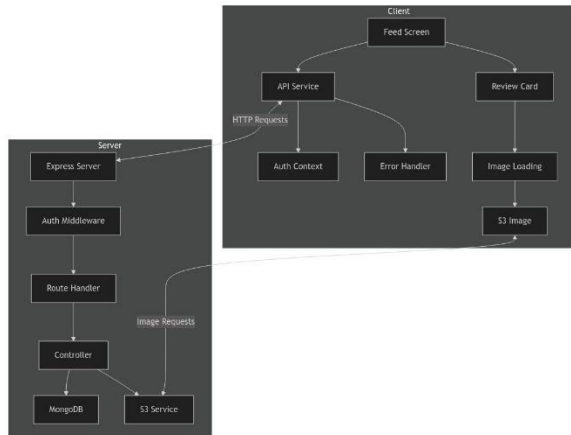 Client
Feed Screen
API Service
Review Card
HTTP Requests
Server
Express Server
Auth Context
Error Handler
Image Loading
Auth Middleware
S3 Image
Route Handler
Image Requests
Controller
MongoDB
S3 Service